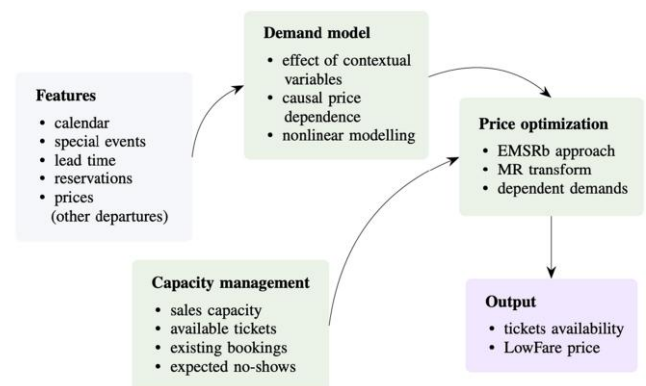 Features
• calendar
• special events
• lead time
• reservations
• prices
(other departures)
Demand model
• effect of contextual
variables
• causal price
dependence
• nonlinear modelling
Capacity management
• sales capacity
• available tickets
• existing bookings
• expected no-shows
Price optimization
• EMSRb approach
• MR transform
• dependent demands
Output
• tickets availability
• LowFare price